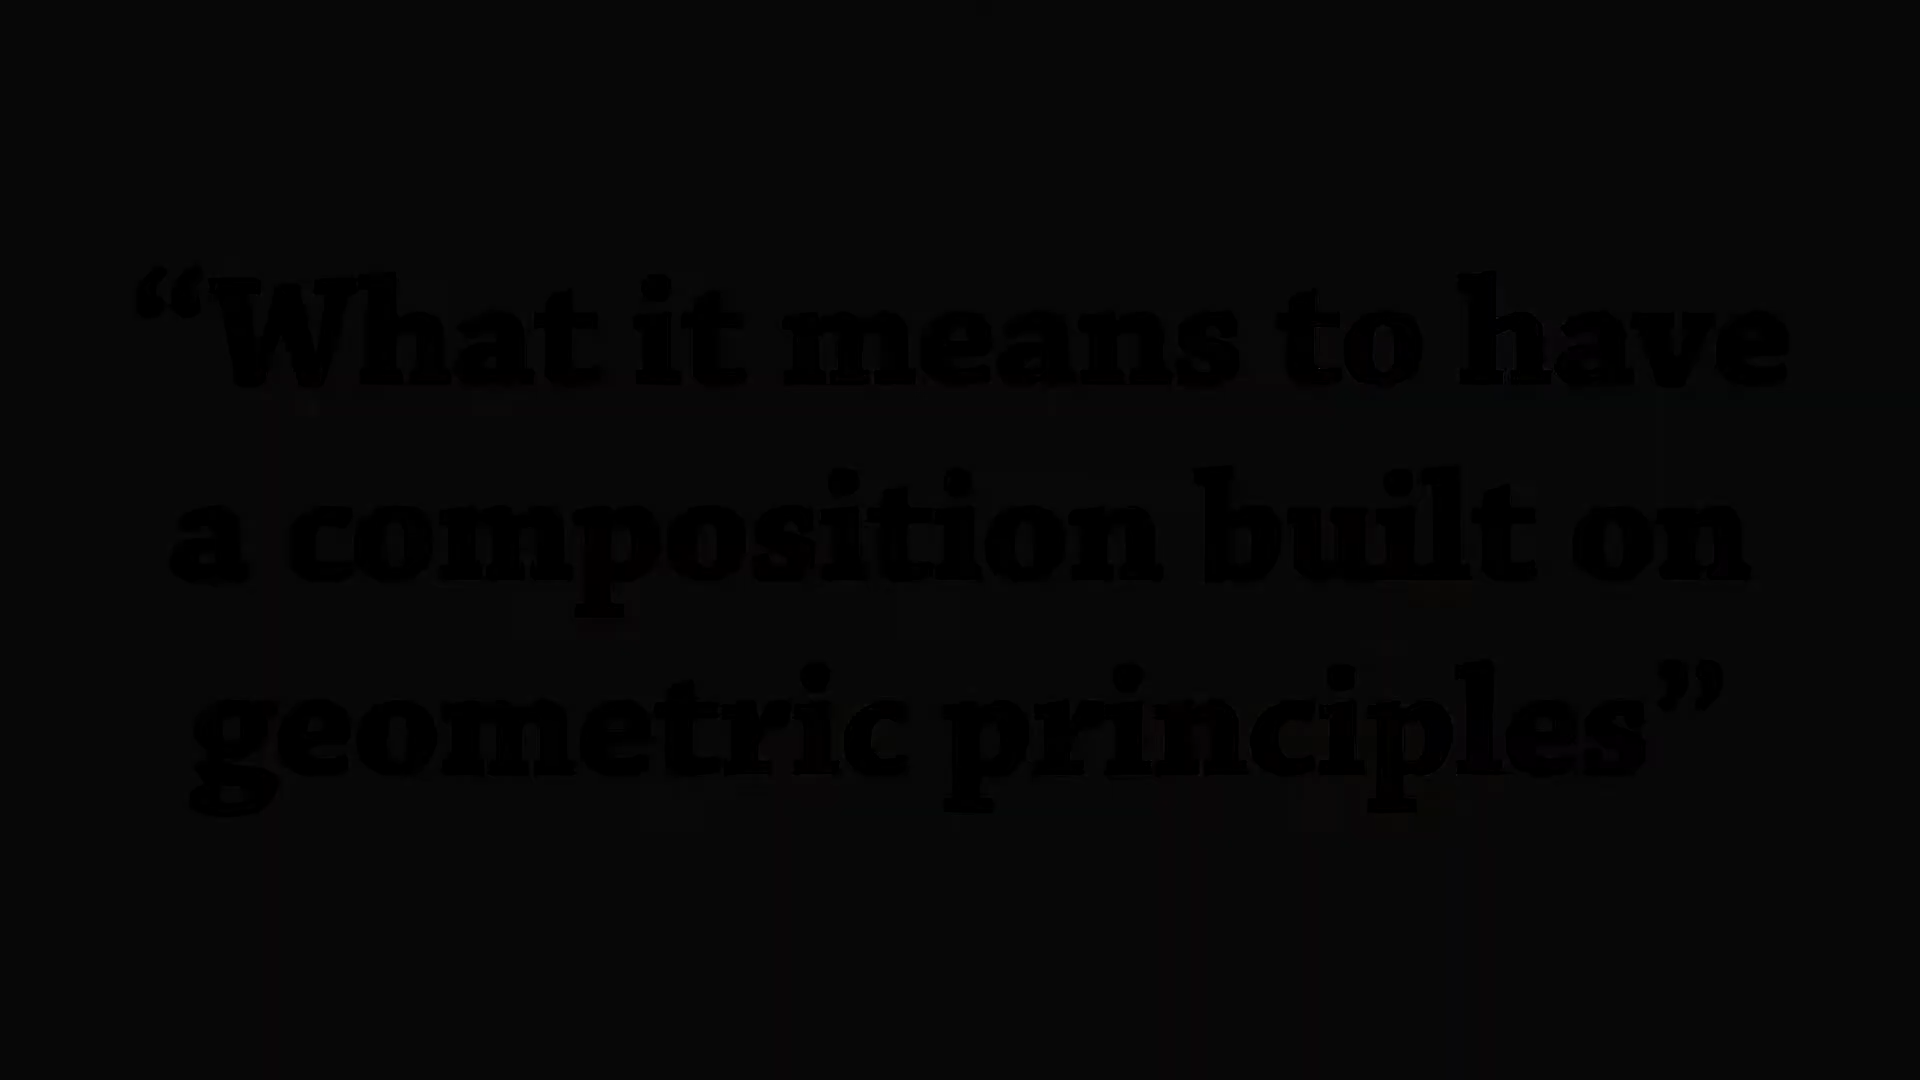 “What it means to have
a composition built on
geometric principles”